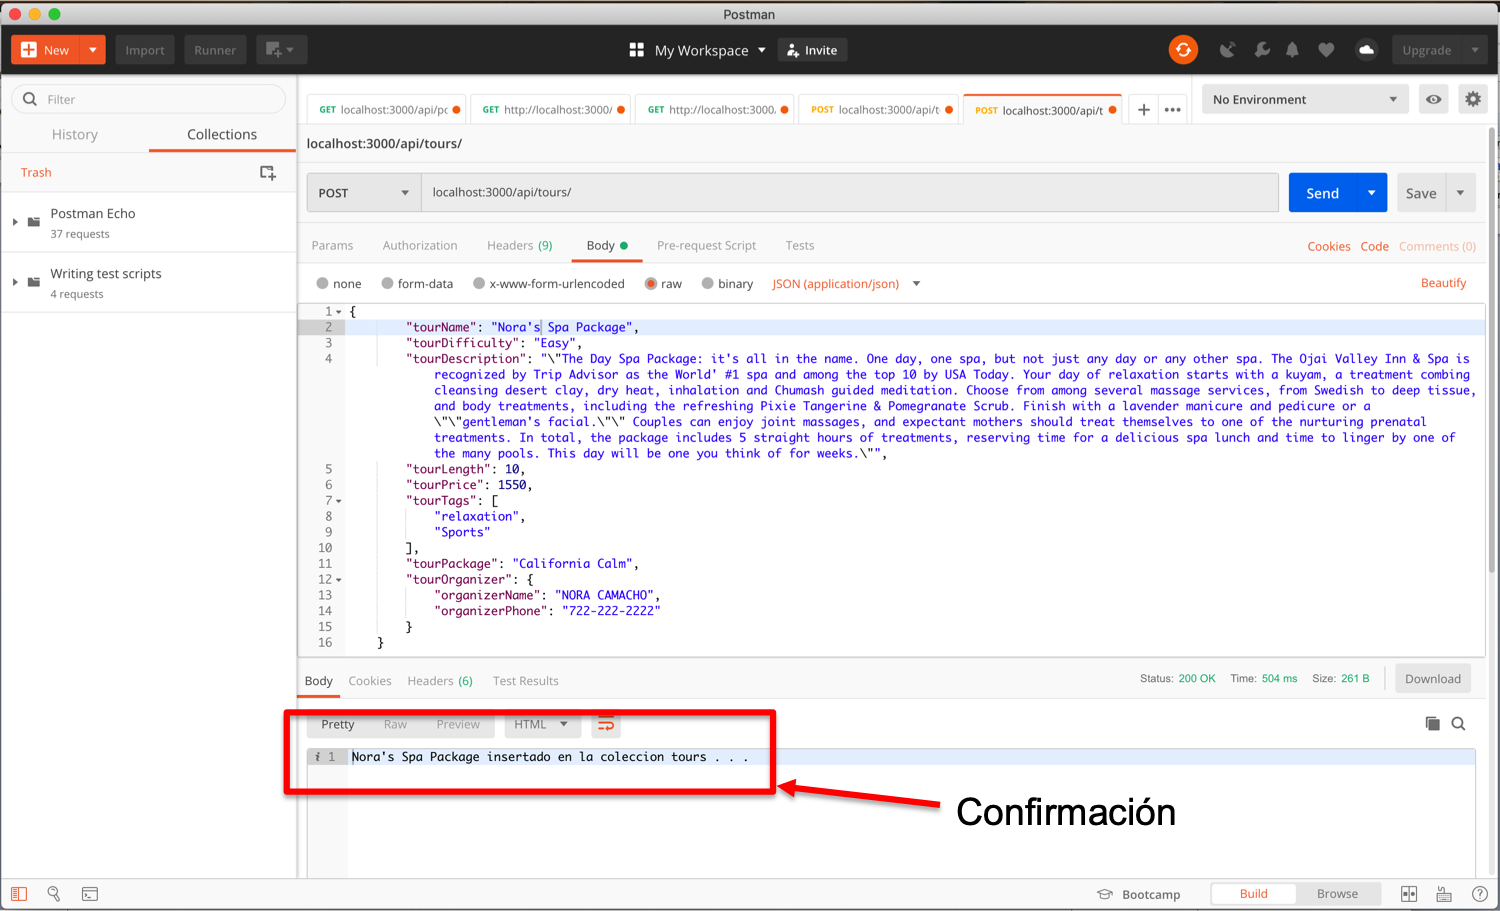 Postman
New
Import
Runner
My Workspace
Invite
Upgrade
Filter
History
Collections
Trash
Postman Echo
37 requests
Writing test scripts
4 requests
GET localhost:3000/api/pc
GET http://localhost:3000/
GET http://localhost:3000,
POST localhost:3000/api/t
POST localhost:3000/api/t
No Environment
localhost:3000/api/tours/
POST
localhost:3000/api/tours/
Send
Save
Params
Authorization
Headers (9)
Body
Pre-request Script
Tests
Cookies
Code
Comments (0)
none
form-data
x-www-form-urlencoded
raw
binary
JSON (application/json)
Beautify
1 {
2 "tourName": "Nora's Spa Package",
3 "tourDifficulty": "Easy",
4 "tourDescription": "\"The Day Spa Package: it's all in the name. One day, one spa, but not just any day or any other spa. The Ojai Valley Inn & Spa is
recognized by Trip Advisor as the World' #1 spa and among the top 10 by USA Today. Your day of relaxation starts with a kuyam, a treatment combing
cleansing desert clay, dry heat, inhalation and Chumash guided meditation. Choose from among several massage services, from Swedish to deep tissue,
and body treatments, including the refreshing Pixie Tangerine & Pomegranate Scrub. Finish with a lavender manicure and pedicure or a
\"\"gentleman's facial.\"\" Couples can enjoy joint massages, and expectant mothers should treat themselves to one of the nurturing prenatal
treatments. In total, the package includes 5 straight hours of treatments, reserving time for a delicious spa lunch and time to linger by one of
the many pools. This day will be one you think of for weeks.\"",
5 "tourLength": 10,
6 "tourPrice": 1550,
7 "tourTags": [
8 "relaxation",
9 "Sports"
10 ],
11 "tourPackage": "California Calm",
12 "tourOrganizer": {
13 "organizerName": "NORA CAMACHO",
14 "organizerPhone": "722-222-2222"
15 }
16 }
Body
Cookies
Headers (6)
Test Results
Status: 200 OK
Time: 504 ms
Size: 261 B
Download
Pretty
Raw
Preview
HTML
i 1 Nora's Spa Package insertado en la coleccion tours . . .
Confirmación
Bootcamp
Build
Browse